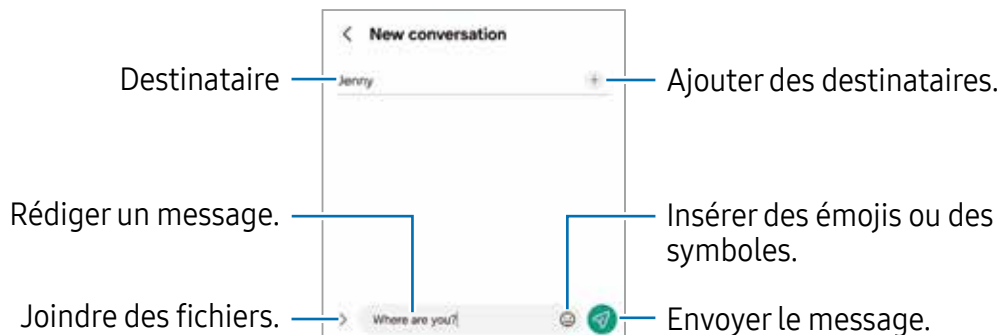 New conversation
Destinataire
Jenny
Ajouter des destinataires.
Rédiger un message.
Insérer des émojis ou des
symboles.
Joindre des fichiers.
Where are you?
Envoyer le message.